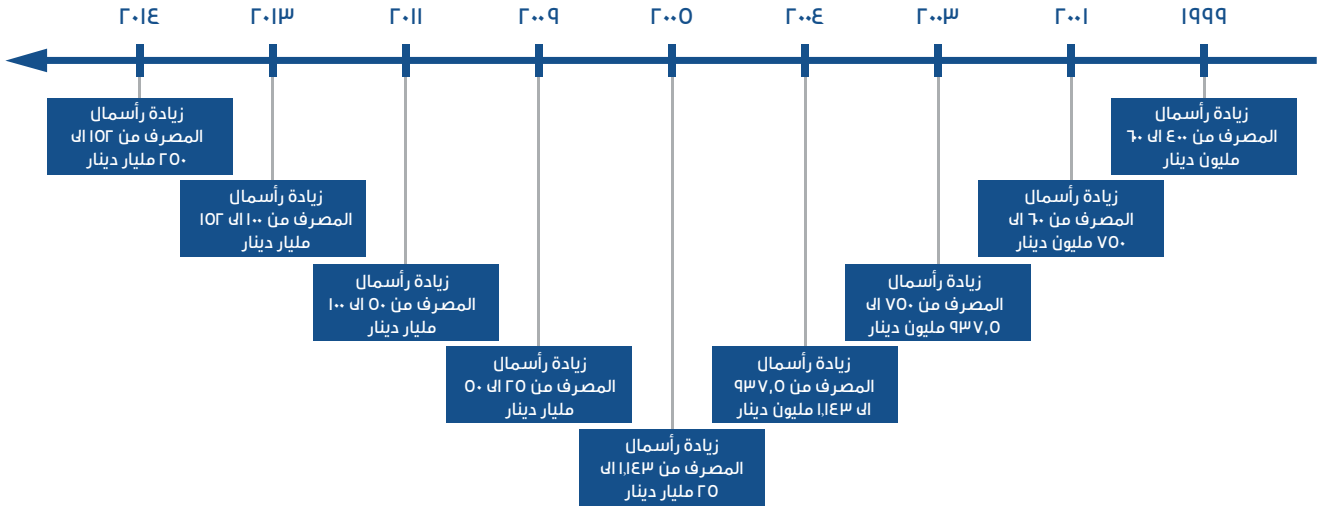 ١٩٩٩
٢٠٠١
٢٠٠٣
٢٠٠٤
٢٠٠٥
٢٠٠٩
٢٠١١
٢٠١٣
٢٠١٤
زيادة رأسمال
المصرف من ٤٠٠ الى ٦٠٠
مليون دينار
زيادة رأسمال
المصرف من ٦٠٠ الى
٧٥٠ مليون دينار
زيادة رأسمال
المصرف من ٧٥٠ الى
٩٣٧,٥ مليون دينار
زيادة رأسمال
المصرف من ٩٣٧,٥
الى ١,١٤٣ مليون دينار
زيادة رأسمال
المصرف من ١,١٤٣ الى
٢٥ مليار دينار
زيادة رأسمال
المصرف من ٢٥ الى ٥٠
مليار دينار
زيادة رأسمال
المصرف من ٥٠ الى ١٠٠
مليار دينار
زيادة رأسمال
المصرف من ١٠٠ الى ١٥٢
مليار دينار
زيادة رأسمال
المصرف من ١٥٢ الى
٢٥٠ مليار دينار